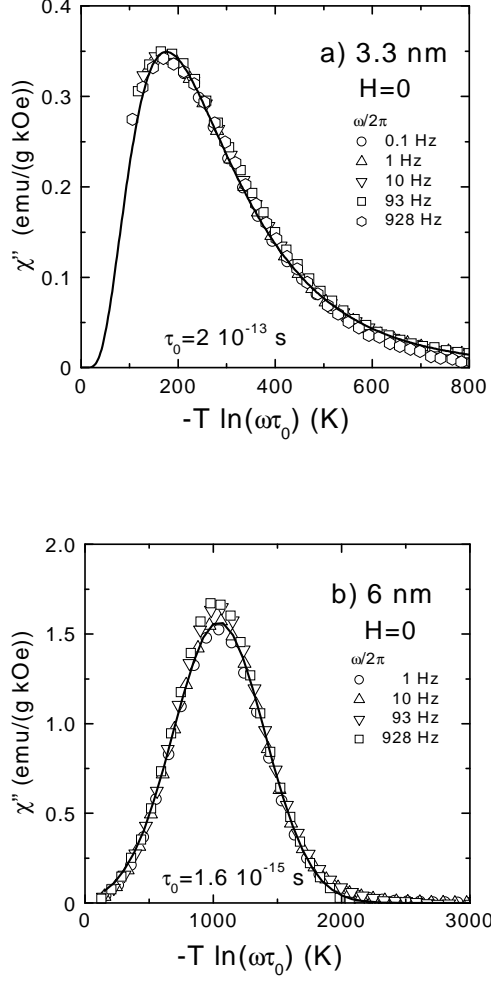 0.4
a) 3.3 nm
H=0
0.3
ω/2π
0.1 Hz
1 Hz
10 Hz
93 Hz
928 Hz
0.2
χ'' (emu/(g kOe))
0.1
τ0=2 10-13 s
0
0 200 400 600 800
-T ln(ωτ0) (K)
2.0
b) 6 nm
H=0
1.5
ω/2π
1 Hz
10 Hz
93 Hz
928 Hz
1.0
χ'' (emu/(g kOe))
0.5
τ0=1.6 10-15 s
0
0 1000 2000 3000
-T ln(ωτ0) (K)